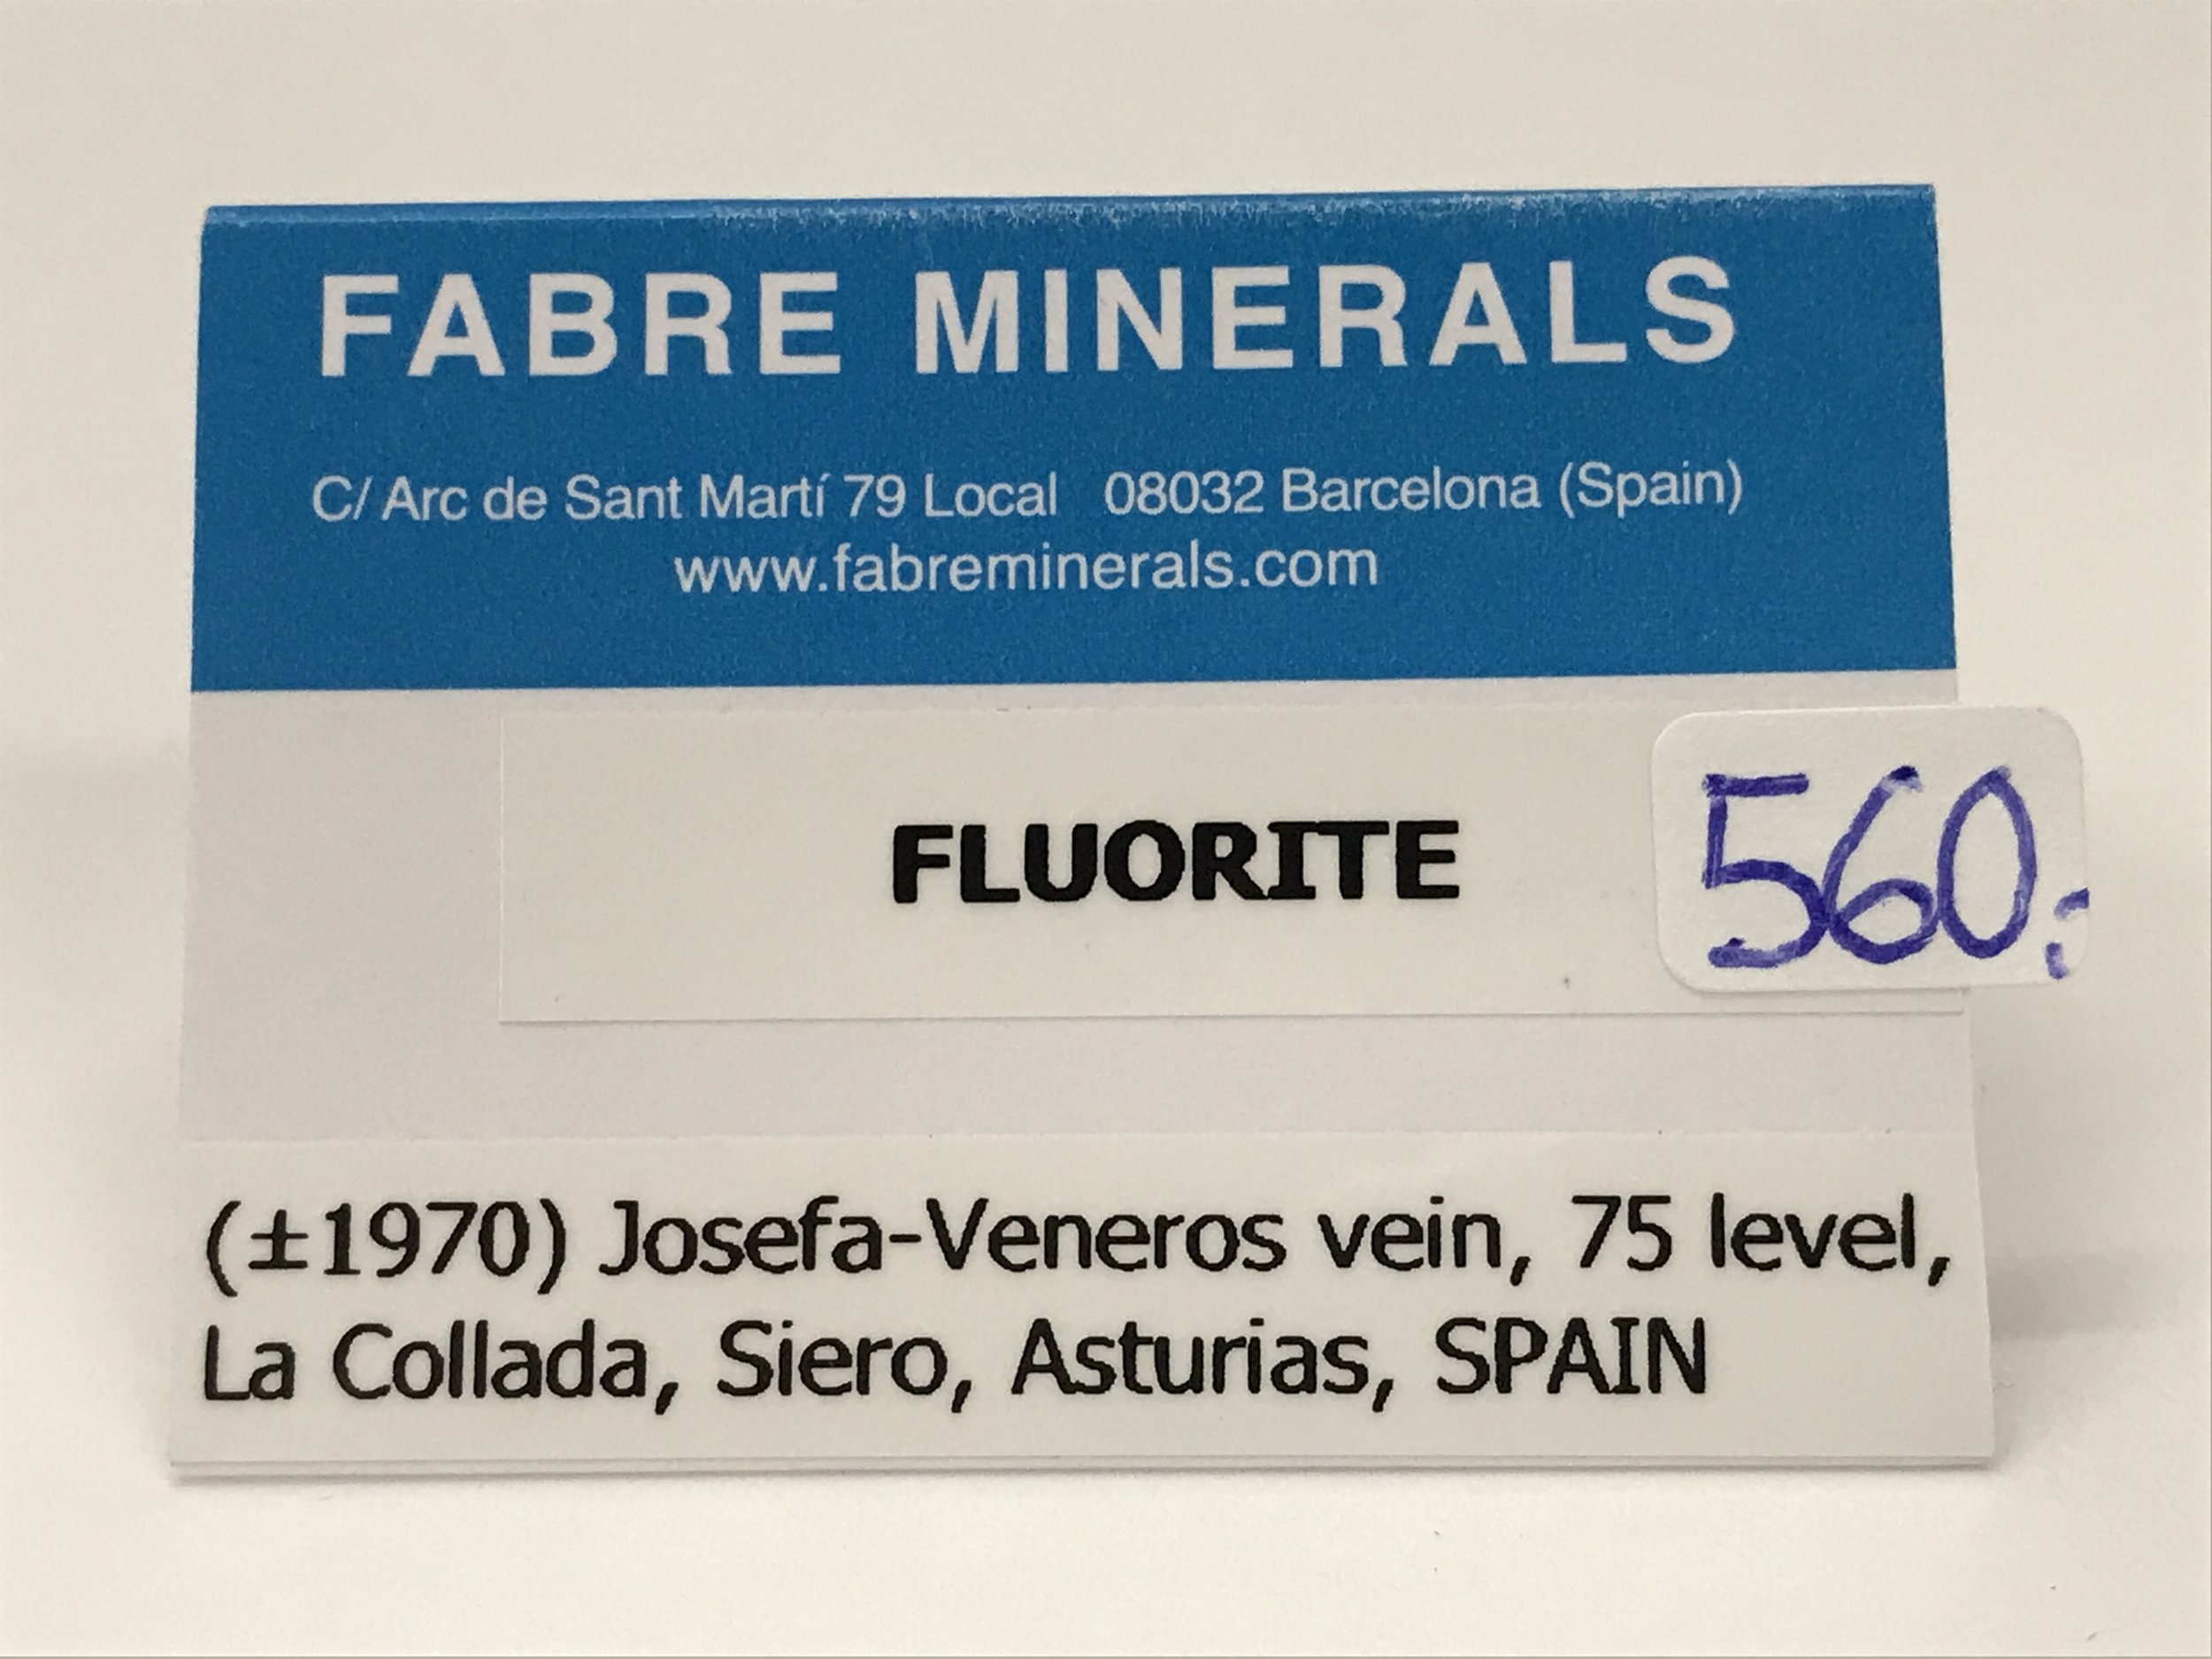 FABRE MINERALS
C/ Arc de Sant Martí 79 Local 08032 Barcelona (Spain)
www.fabreminerals.com
FLUORITE
560.-
(±1970) Josefa-Veneros vein, 75 level,
La Collada, Siero, Asturias, SPAIN